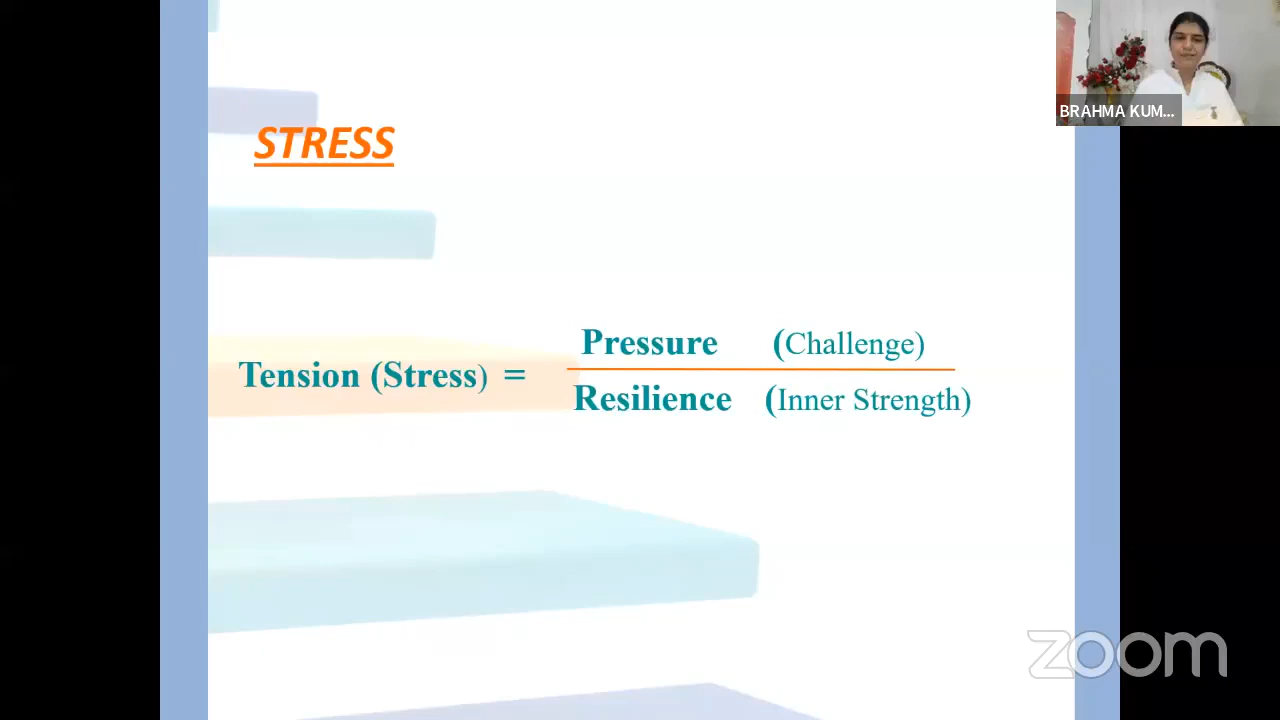 BRAHMA KUM...
STRESS
Pressure (Challenge)
Tension (Stress) =
Resilience (Inner Strength)
zoom